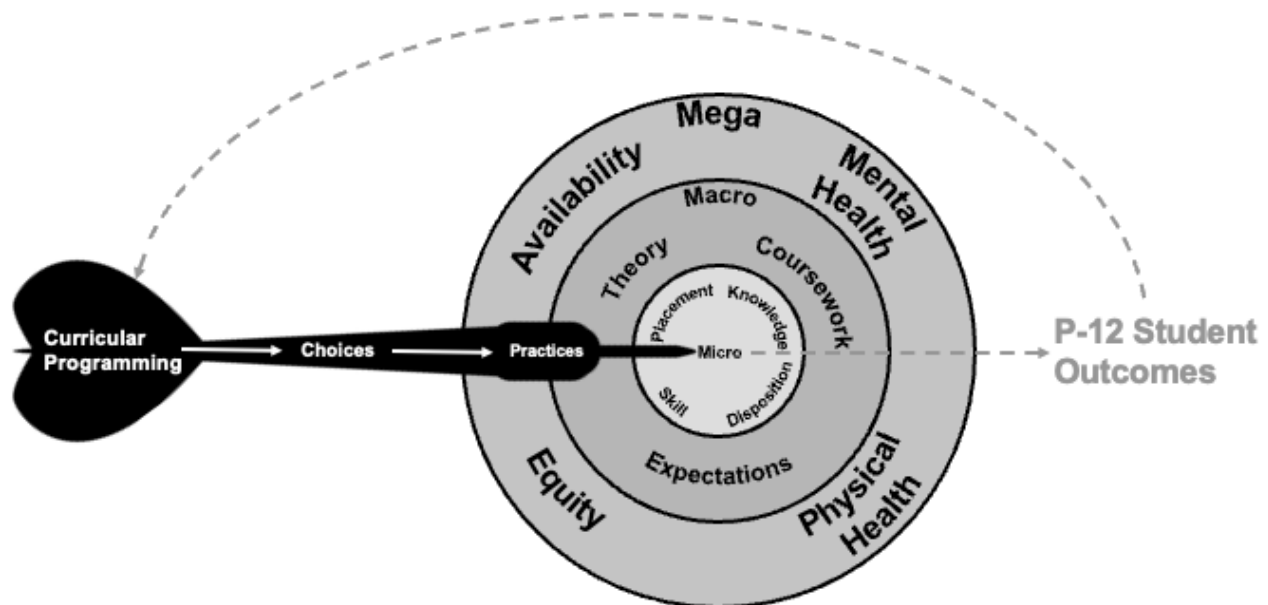 Mega
Availability
Mental
Health
Macro
Theory
Coursework
Placement
Knowledge
Curricular
Programming
Choices
Practices
Micro
P-12 Student
Outcomes
Skill
Disposition
Expectations
Equity
Physical
Health